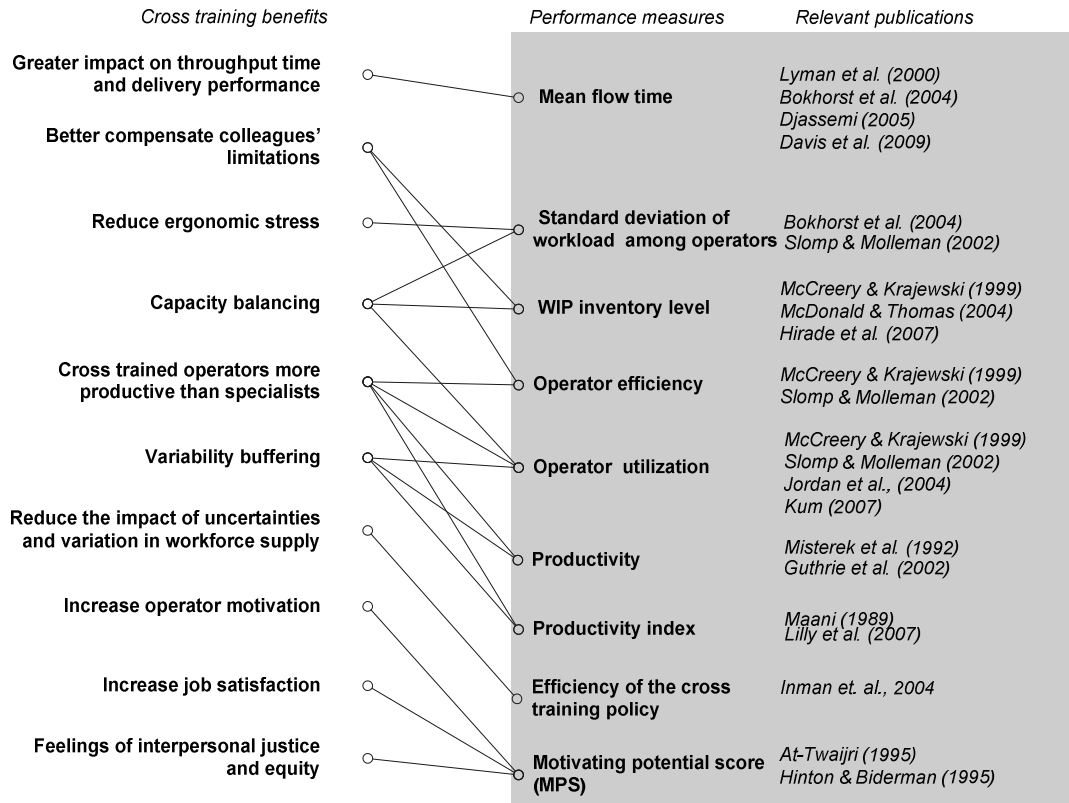 Cross training benefits
Performance measures
Relevant publications
Greater impact on throughput time
and delivery performance
Mean flow time
Lyman et al. (2000)
Bokhorst et al. (2004)
Djassemi (2005)
Davis et al. (2009)
Better compensate colleagues'
limitations
Reduce ergonomic stress
Standard deviation of
workload among operators
Bokhorst et al. (2004)
Slomp & Molleman (2002)
Capacity balancing
WIP inventory level
McCreery & Krajewski (1999)
McDonald & Thomas (2004)
Hirade et al. (2007)
Cross trained operators more
productive than specialists
Operator efficiency
McCreery & Krajewski (1999)
Slomp & Molleman (2002)
Variability buffering
Operator utilization
McCreery & Krajewski (1999)
Slomp & Molleman (2002)
Jordan et al., (2004)
Kum (2007)
Reduce the impact of uncertainties
and variation in workforce supply
Productivity
Misterek et al. (1992)
Guthrie et al. (2002)
Increase operator motivation
Productivity index
Maani (1989)
Lilly et al. (2007)
Increase job satisfaction
Efficiency of the cross
training policy
Inman et. al., 2004
Feelings of interpersonal justice
and equity
Motivating potential score
(MPS)
At-Twaijri (1995)
Hinton & Biderman (1995)